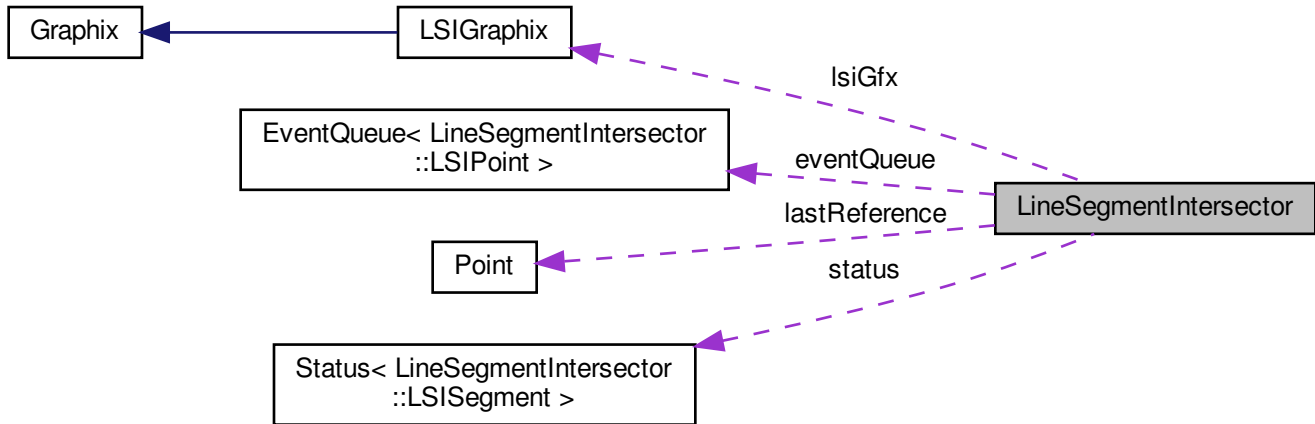 Graphix
LSIGraphix
lsiGfx
EventQueue< LineSegmentIntersector
::LSIPoint >
eventQueue
LineSegmentIntersector
lastReference
Point
status
Status< LineSegmentIntersector
::LSISegment >